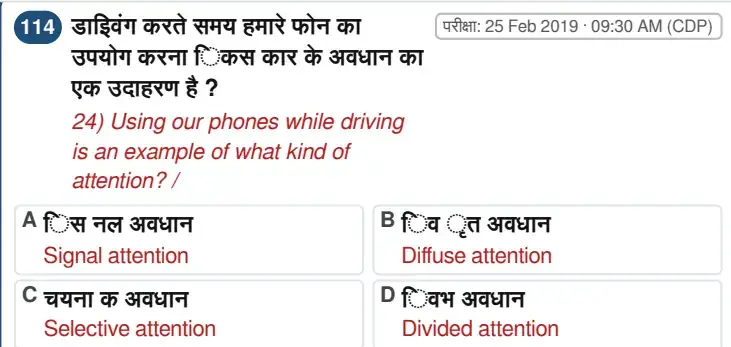 114 डाइिवंग करते समय हमारे फोन का
परीक्षा: 25 Feb 2019 · 09:30 AM (CDP)
उपयोग करना िकस कार के अवधान का
एक उदाहरण है ?
24) Using our phones while driving
is an example of what kind of
attention? /
A िस नल अवधान
Signal attention
B िव ृत अवधान
Diffuse attention
C चयना क अवधान
Selective attention
D िवभ अवधान
Divided attention